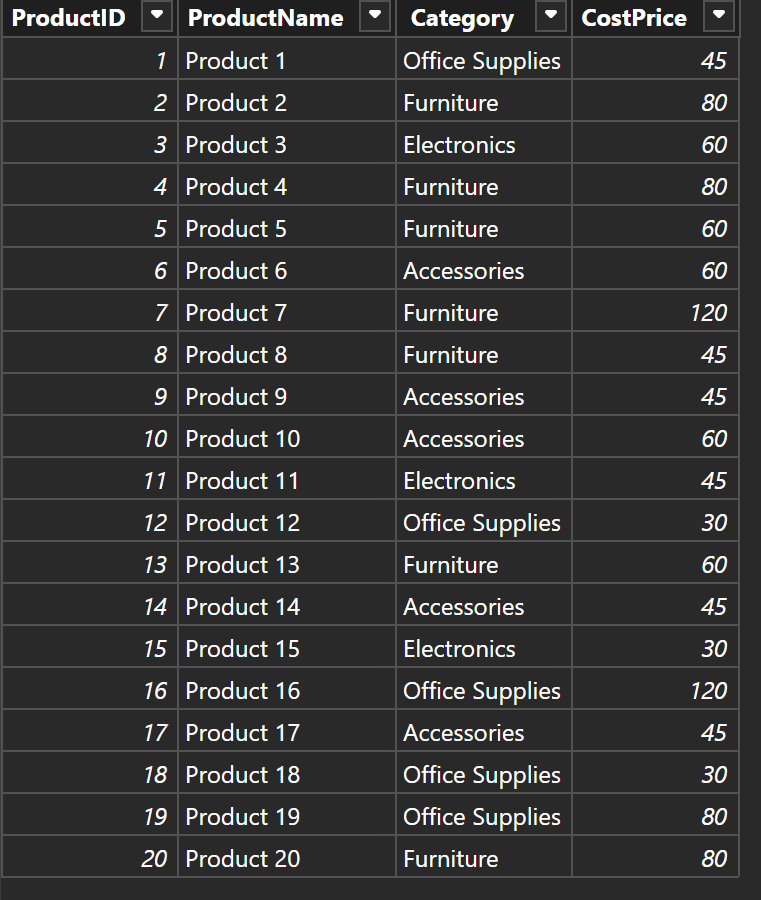 ProductID ProductName Category CostPrice
1 Product 1 Office Supplies 45
2 Product 2 Furniture 80
3 Product 3 Electronics 60
4 Product 4 Furniture 80
5 Product 5 Furniture 60
6 Product 6 Accessories 60
7 Product 7 Furniture 120
8 Product 8 Furniture 45
9 Product 9 Accessories 45
10 Product 10 Accessories 60
11 Product 11 Electronics 45
12 Product 12 Office Supplies 30
13 Product 13 Furniture 60
14 Product 14 Accessories 45
15 Product 15 Electronics 30
16 Product 16 Office Supplies 120
17 Product 17 Accessories 45
18 Product 18 Office Supplies 30
19 Product 19 Office Supplies 80
20 Product 20 Furniture 80